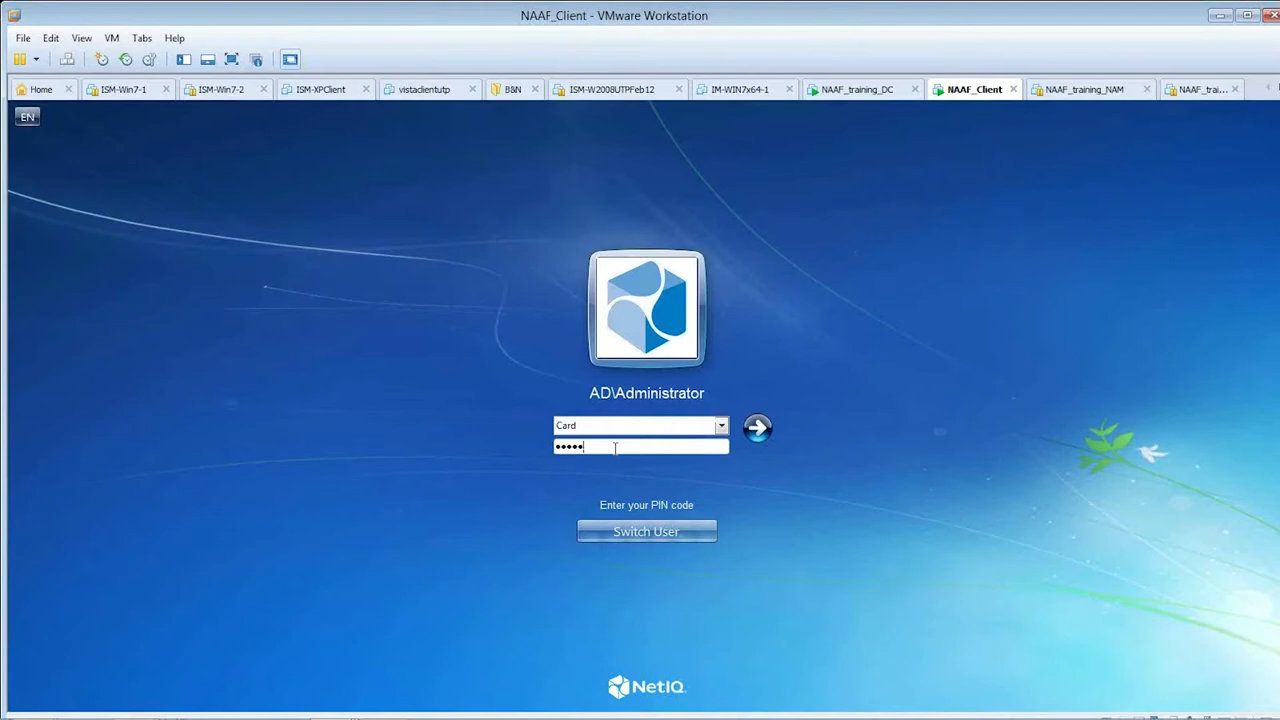 NAAF_Client - VMware Workstation
File Edit View VM Tabs Help
Home ISM-Win7-1 ISM-Win7-2 ISM-XPClient vistaclientutp B&N ISM-W2008UTPFeb12 IM-WIN7x64-1 NAAF_training_DC NAAF_Client NAAF_training_NAM NAAF_trai...
EN
AD\Administrator
Card
•••••
Enter your PIN code
Switch User
NetIQ